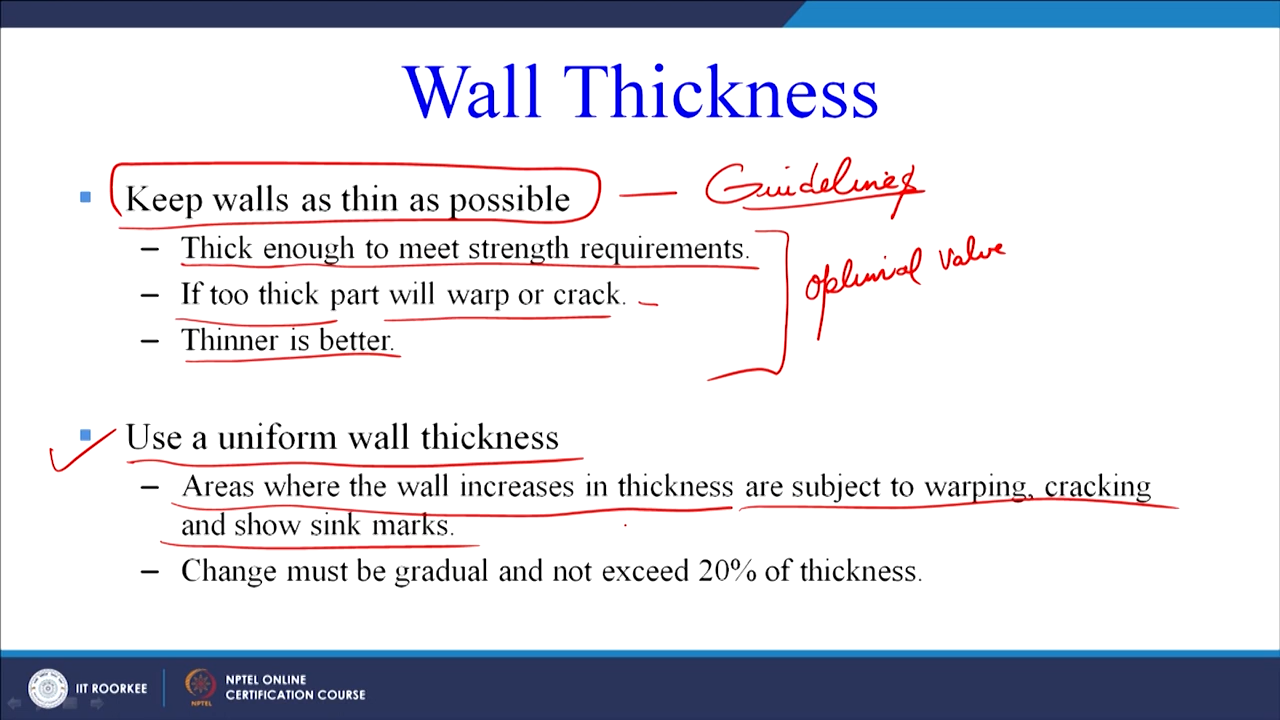 Wall Thickness
Keep walls as thin as possible — Guidelines
– Thick enough to meet strength requirements.
– If too thick part will warp or crack.
– Thinner is better.
optimal value
Use a uniform wall thickness
– Areas where the wall increases in thickness are subject to warping, cracking
and show sink marks.
– Change must be gradual and not exceed 20% of thickness.
IIT ROORKEE
NPTEL ONLINE
CERTIFICATION COURSE
NPTEL